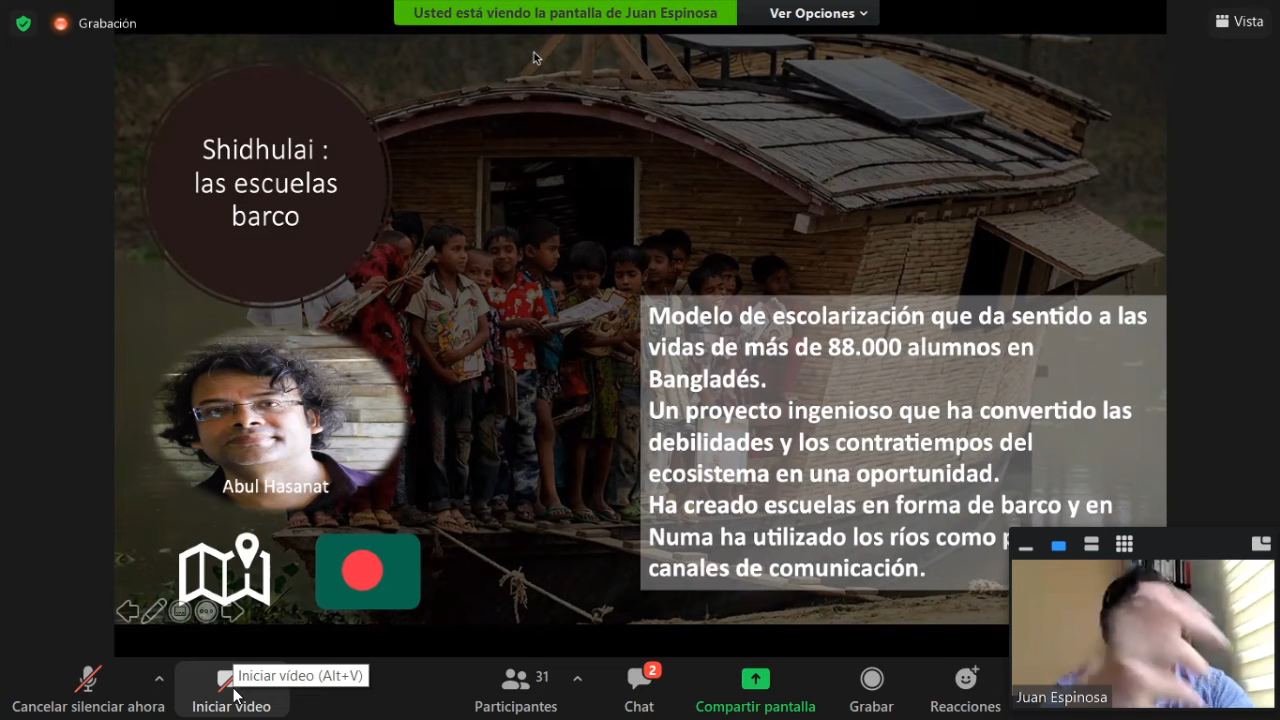 Usted está viendo la pantalla de Juan Espinosa
Ver Opciones
Grabación
Vista
Shidhulai :
las escuelas
barco
Modelo de escolarización que da sentido a las
vidas de más de 88.000 alumnos en
Bangladés.
Un proyecto ingenioso que ha convertido las
debilidades y los contratiempos del
ecosistema en una oportunidad.
Ha creado escuelas en forma de barco y en
Numa ha utilizado los ríos como
canales de comunicación.
Abul Hasanat
Juan Espinosa
Iniciar vídeo (Alt+V)
31
2
Cancelar silenciar ahora
Iniciar video
Participantes
Chat
Compartir pantalla
Grabar
Reacciones